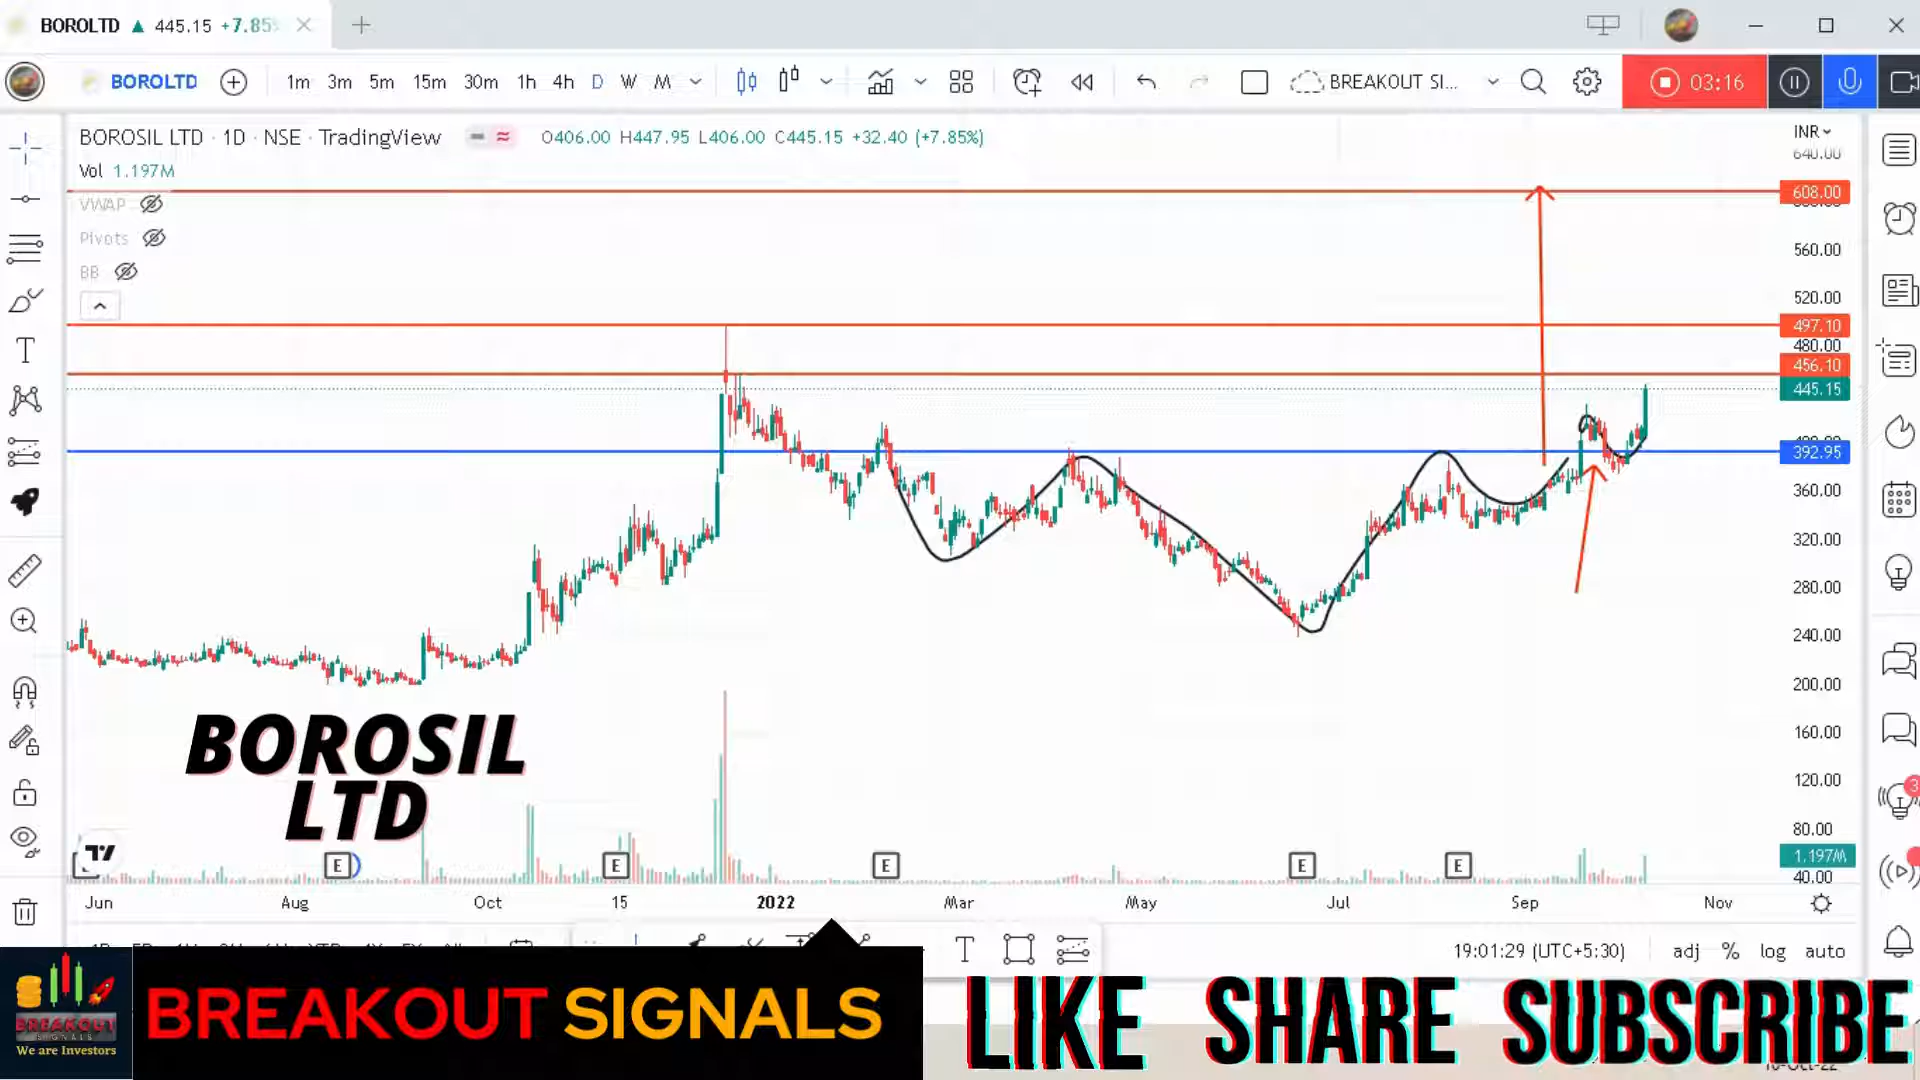 BOROLTD ▲ 445.15 +7.85%
BOROLTD 1m 3m 5m 15m 30m 1h 4h D W M BREAKOUT SI... 03:16
BOROSIL LTD · 1D · NSE · TradingView O406.00 H447.95 L406.00 C445.15 +32.40 (+7.85%)
INR
640.00
Vol 1.197M
VWAP
608.00
Pivots
560.00
BB
520.00
497.10
480.00
456.10
445.15
392.95
360.00
320.00
280.00
240.00
200.00
160.00
120.00
80.00
1.197M
40.00
BOROSIL
LTD
E E E E E
Jun Aug Oct 15 2022 Mar May Jul Sep Nov
19:01:29 (UTC+5:30) adj % log auto
BREAKOUT
SIGNALS
We are Investors
BREAKOUT SIGNALS
LIKE SHARE SUBSCRIBE